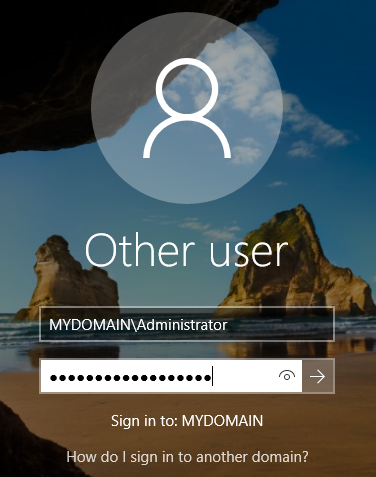 Other user
MYDOMAIN\Administrator
●●●●●●●●●●●●●●●●●●
Sign in to: MYDOMAIN
How do I sign in to another domain?